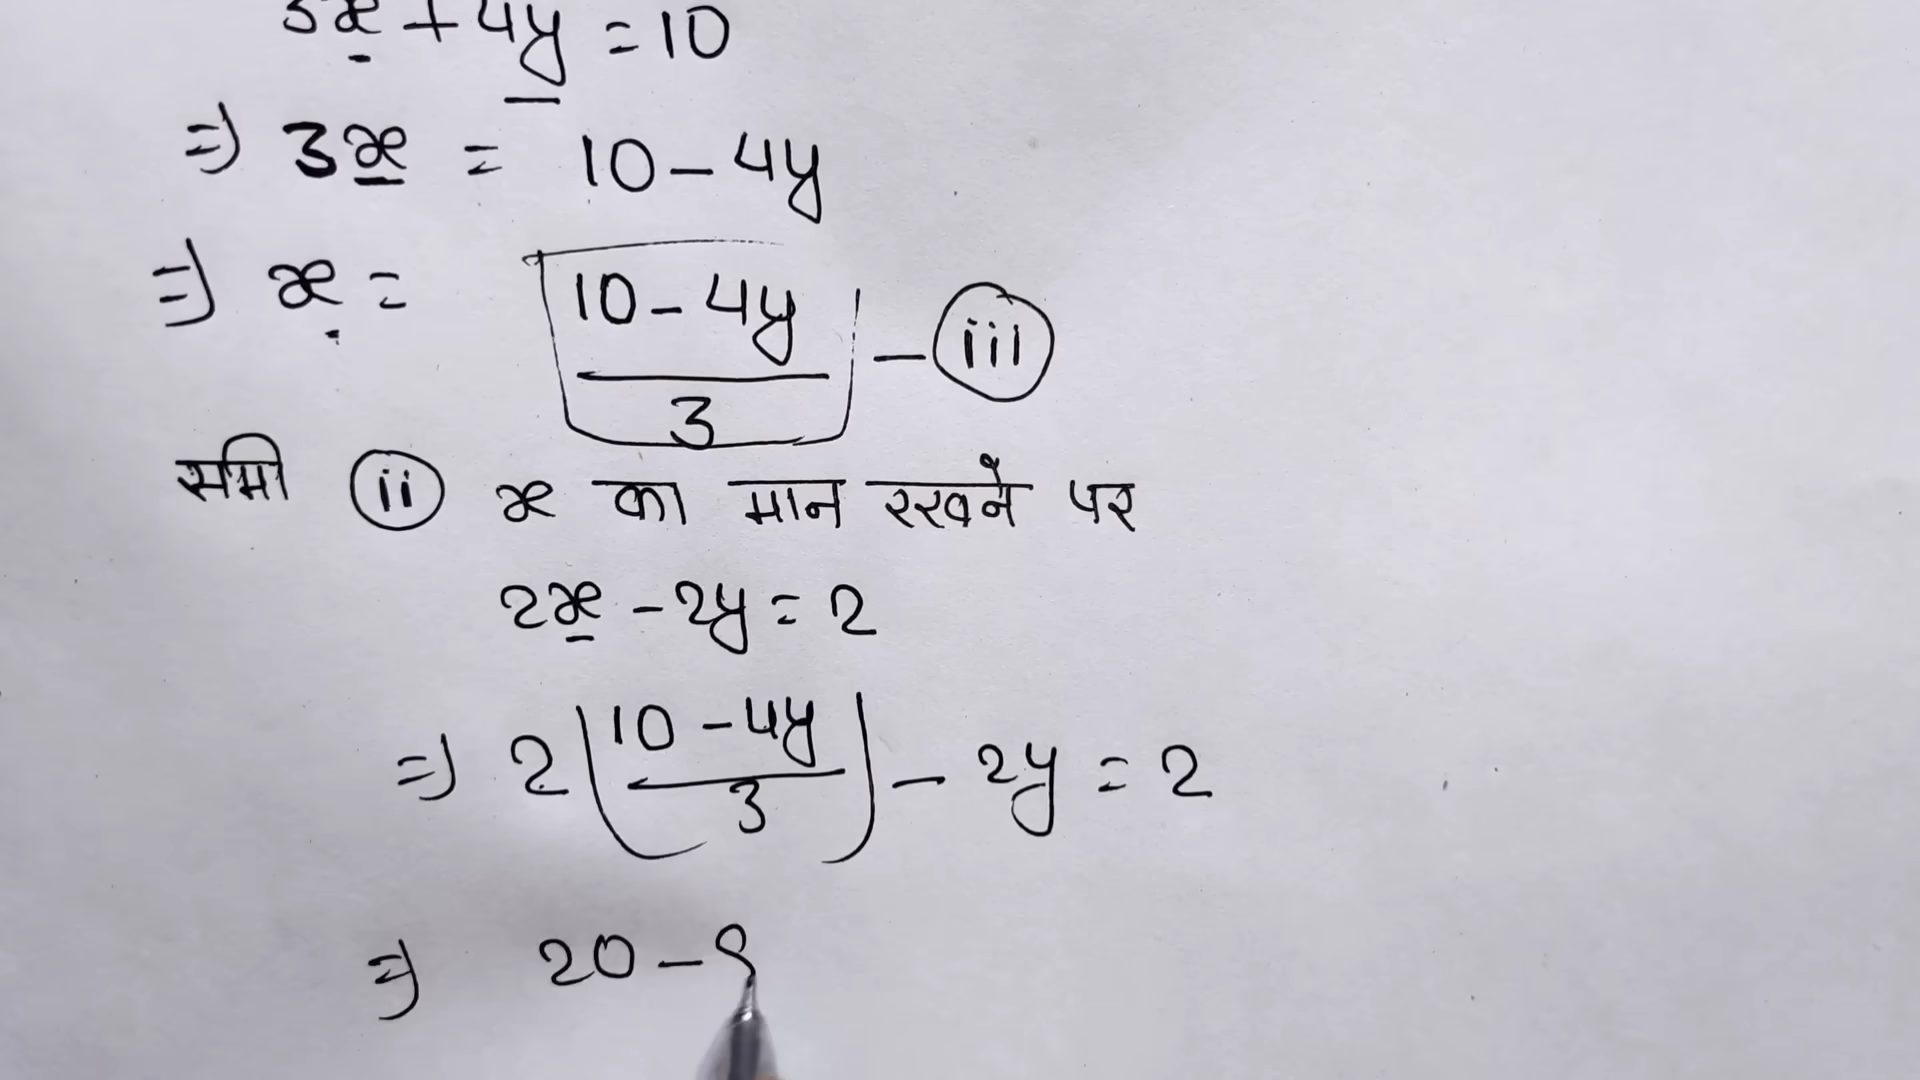 3x + 4y = 10
=) 3x = 10 - 4y
=) x = 10 - 4y / 3 - (iii)
समी (ii) x का मान रखने पर
2x - 2y = 2
=) 2(10 - 4y / 3) - 2y = 2
=) 20 - 8